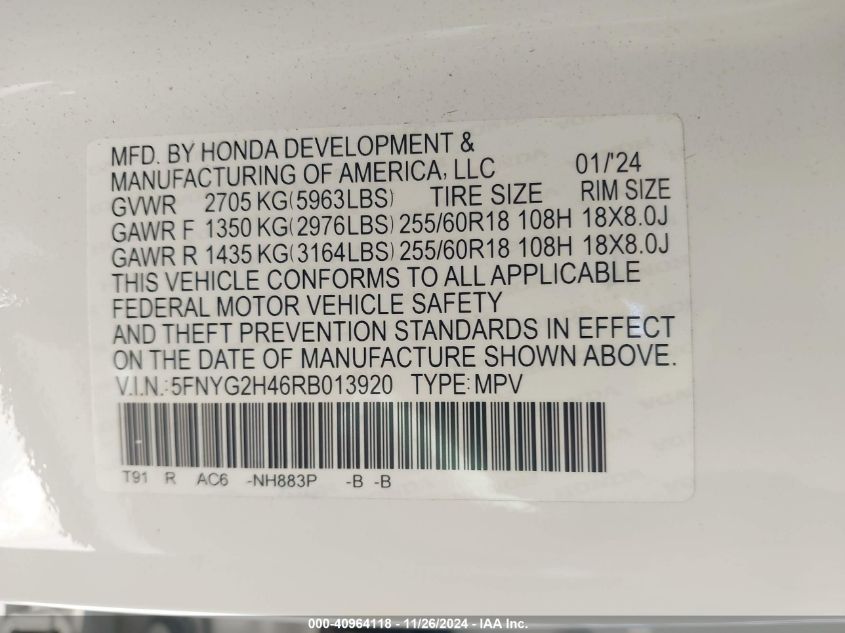 MFD. BY HONDA DEVELOPMENT &
MANUFACTURING OF AMERICA, LLC 01/'24
GVWR 2705 KG(5963LBS) TIRE SIZE RIM SIZE
GAWR F 1350 KG(2976LBS) 255/60R18 108H 18X8.0J
GAWR R 1435 KG(3164LBS) 255/60R18 108H 18X8.0J
THIS VEHICLE CONFORMS TO ALL APPLICABLE
FEDERAL MOTOR VEHICLE SAFETY
AND THEFT PREVENTION STANDARDS IN EFFECT
ON THE DATE OF MANUFACTURE SHOWN ABOVE.
V.I.N.:5FNYG2H46RB013920 TYPE:MPV
T91 R AC6 -NH883P -B -B
000-40964118 - 11/26/2024 - IAA Inc.